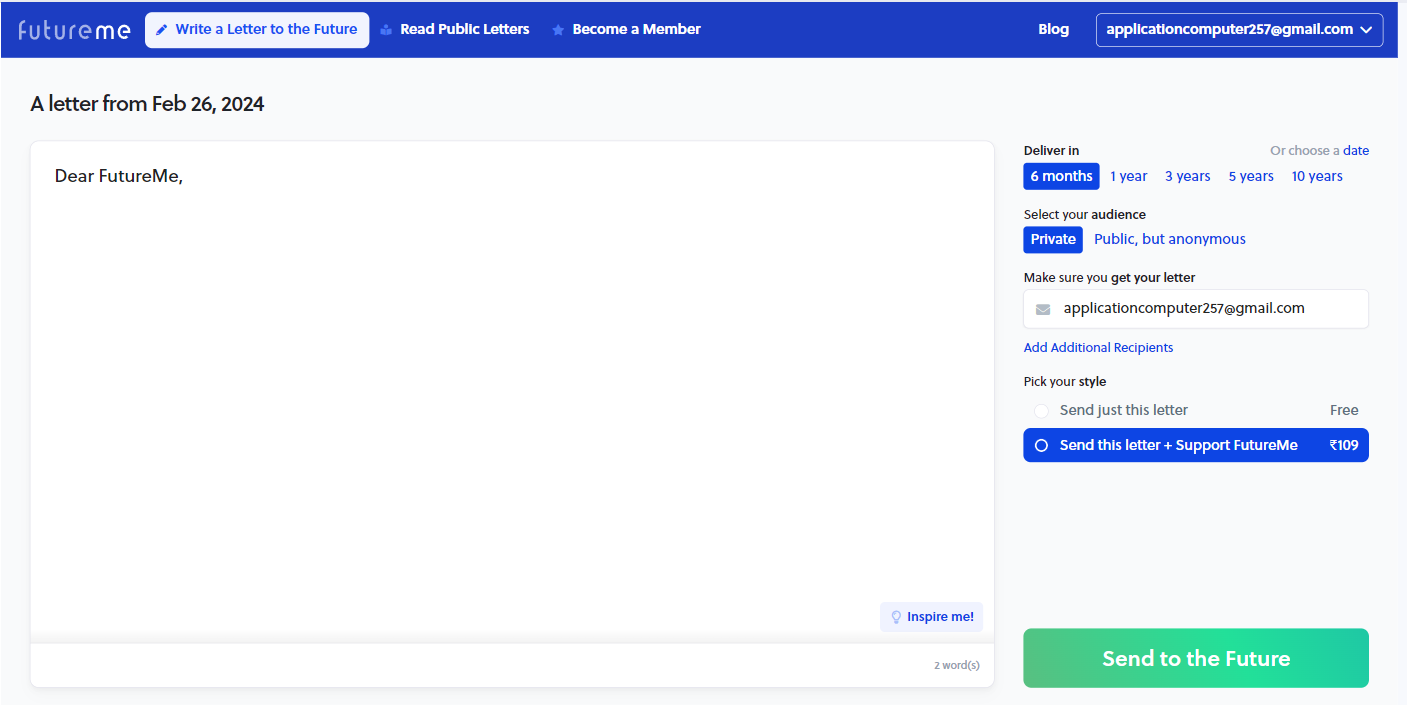 futureme Write a Letter to the Future Read Public Letters Become a Member Blog applicationcomputer257@gmail.com
A letter from Feb 26, 2024
Dear FutureMe,
Inspire me!
2 word(s)
Deliver in Or choose a date
6 months 1 year 3 years 5 years 10 years
Select your audience
Private Public, but anonymous
Make sure you get your letter
applicationcomputer257@gmail.com
Add Additional Recipients
Pick your style
Send just this letter Free
Send this letter + Support FutureMe ₹109
Send to the Future